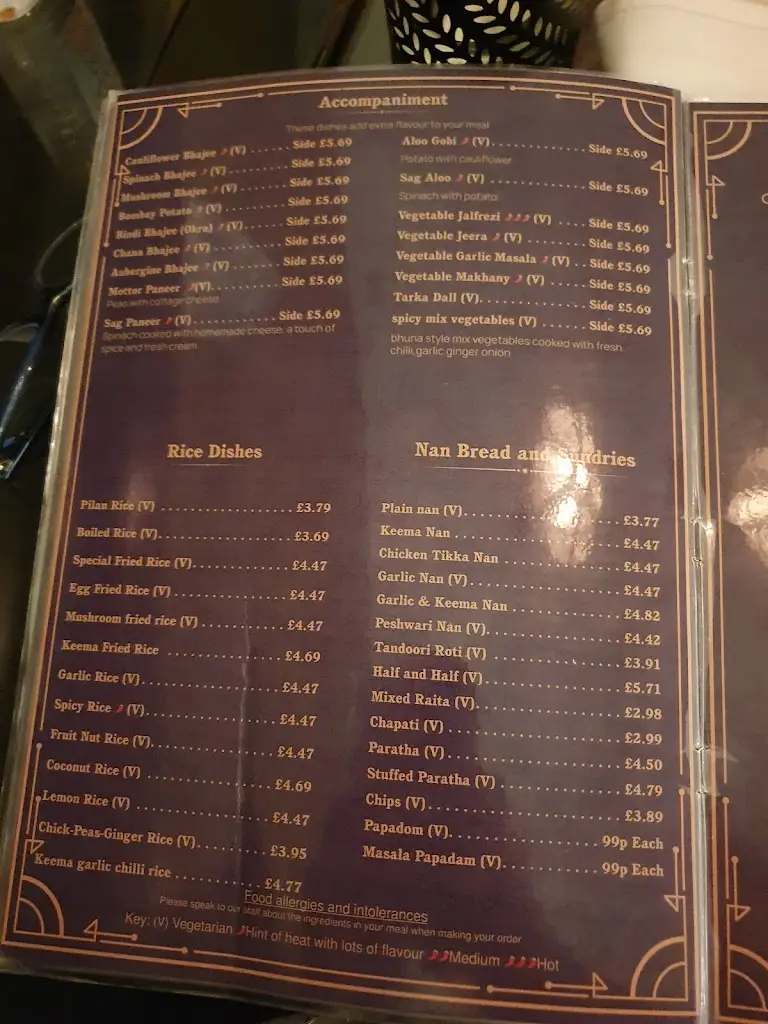 Accompaniment
These dishes add extra flavour to your meal
Cauliflower Bhajee (V) ...... Side £5.69
Spinach Bhajee (V) ...... Side £5.69
Mushroom Bhajee (V) ...... Side £5.69
Bombay Potato (V) ...... Side £5.69
Bindi Bhajee (Okra) (V) ...... Side £5.69
Chana Bhajee (V) ...... Side £5.69
Aubergine Bhajee (V) ...... Side £5.69
Mottor Paneer (V) ...... Side £5.69
Peas with cottage cheese
Sag Paneer (V) ...... Side £5.69
Spinach cooked with homemade cheese, a touch of
spice and fresh cream
Aloo Gobi (V) ...... Side £5.69
Potato with cauliflower
Sag Aloo (V) ...... Side £5.69
Spinach with potato
Vegetable Jalfrezi (V) ..... Side £5.69
Vegetable Jeera (V) ...... Side £5.69
Vegetable Garlic Masala (V) .. Side £5.69
Vegetable Makhany (V) ...... Side £5.69
Tarka Dall (V) ...... Side £5.69
spicy mix vegetables (V) ...... Side £5.69
bhuna style mix vegetables cooked with fresh
chilli,garlic ginger onion
Rice Dishes
Pilan Rice (V) ...... £3.79
Boiled Rice (V) ...... £3.69
Special Fried Rice (V) ...... £4.47
Egg Fried Rice (V) ...... £4.47
Mushroom fried rice (V) ...... £4.47
Keema Fried Rice ...... £4.69
Garlic Rice (V) ...... £4.47
Spicy Rice (V) ...... £4.47
Fruit Nut Rice (V) ...... £4.47
Coconut Rice (V) ...... £4.69
Lemon Rice (V) ...... £4.47
Chick-Peas-Ginger Rice (V) ...... £3.95
Keema garlic chilli rice ...... £4.77
Nan Bread and Sundries
Plain nan (V) ...... £3.77
Keema Nan ...... £4.47
Chicken Tikka Nan ...... £4.47
Garlic Nan (V) ...... £4.47
Garlic & Keema Nan ...... £4.82
Peshwari Nan (V) ...... £4.42
Tandoori Roti (V) ...... £3.91
Half and Half (V) ...... £5.71
Mixed Raita (V) ...... £2.98
Chapati (V) ...... £2.99
Paratha (V) ...... £4.50
Stuffed Paratha (V) ...... £4.79
Chips (V) ...... £3.89
Papadom (V) ...... 99p Each
Masala Papadam (V) ...... 99p Each
Food allergies and intolerances
Please speak to our staff about the ingredients in your meal when making your order
Key: (V) Vegetarian Hint of heat with lots of flavour Medium Hot